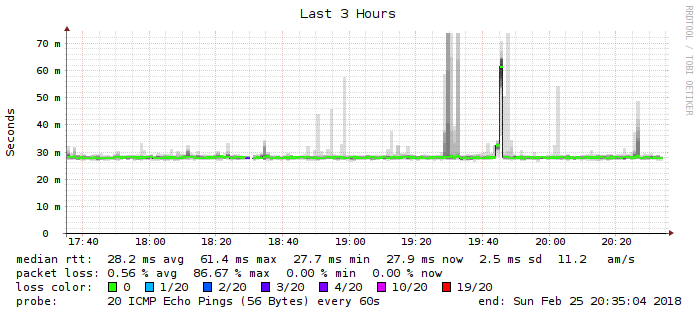 Last 3 Hours
RRDTOOL / TOBI OETIKER
Seconds
70 m
60 m
50 m
40 m
30 m
20 m
10 m
0
17:40 18:00 18:20 18:40 19:00 19:20 19:40 20:00 20:20
median rtt: 28.2 ms avg 61.4 ms max 27.7 ms min 27.9 ms now 2.5 ms sd 11.2 am/s
packet loss: 0.56 % avg 86.67 % max 0.00 % min 0.00 % now
loss color: 0 1/20 2/20 3/20 4/20 10/20 19/20
probe: 20 ICMP Echo Pings (56 Bytes) every 60s end: Sun Feb 25 20:35:04 2018